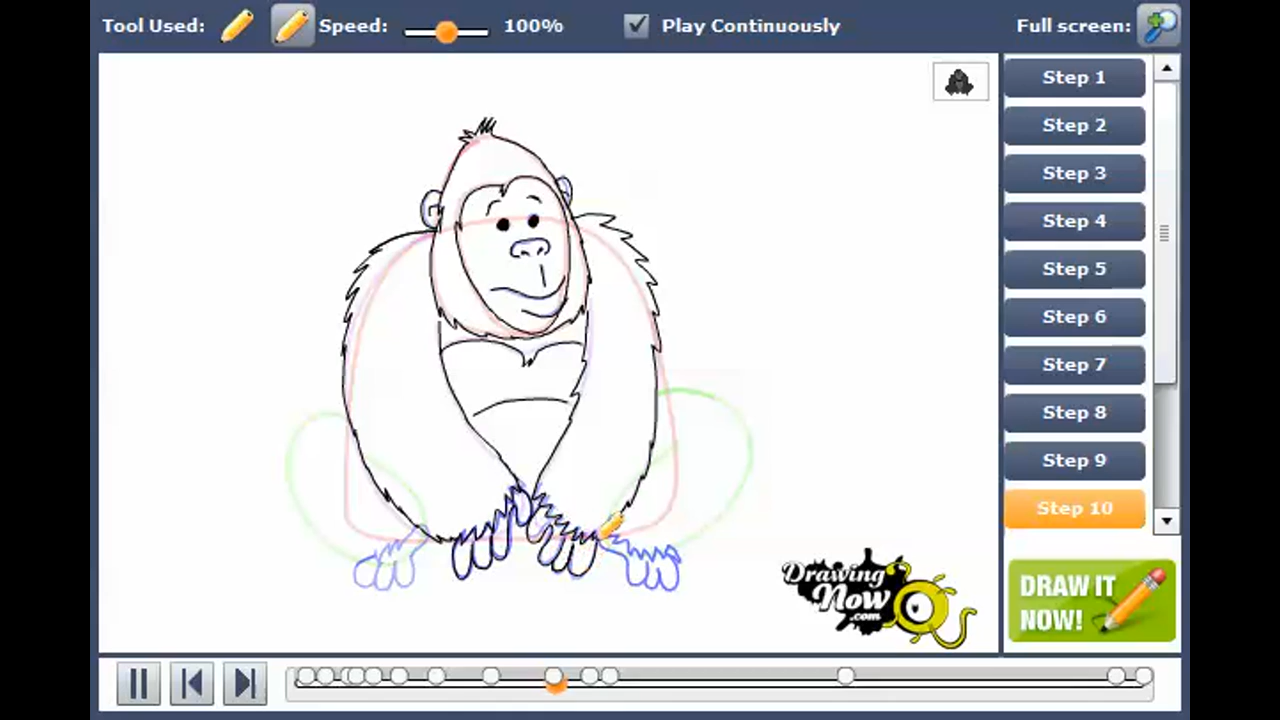 Tool Used:
Speed:
100%
Play Continuously
Full screen:
Step 1
Step 2
Step 3
Step 4
Step 5
Step 6
Step 7
Step 8
Step 9
Step 10
Drawing
Now
.com
DRAW IT
NOW!